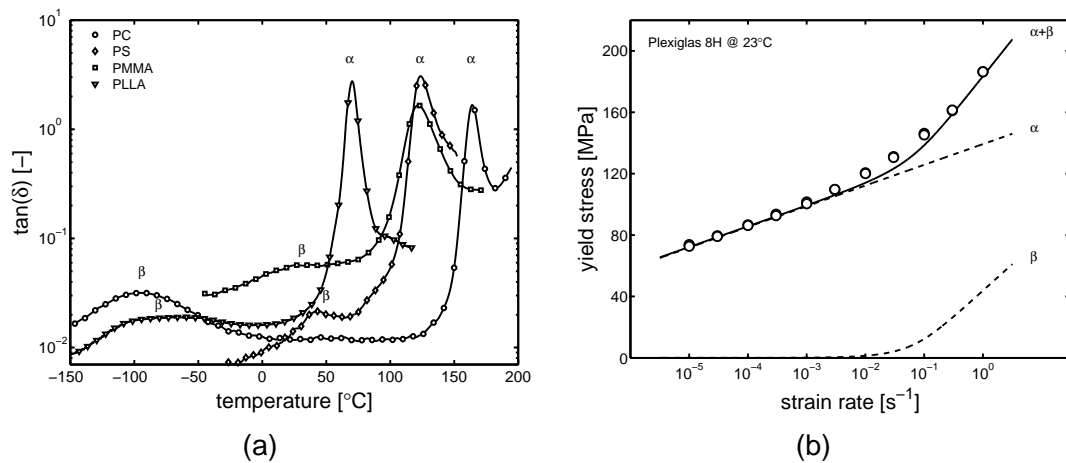 PC
PS
PMMA
PLLA
α
α
α
β
β
β
β
10¹
10⁰
10⁻¹
10⁻²
tan(δ) [–]
–150
–100
–50
0
50
100
150
200
temperature [°C]
(a)
Plexiglas 8H @ 23°C
α+β
α
β
200
160
120
80
40
0
yield stress [MPa]
10⁻⁵
10⁻⁴
10⁻³
10⁻²
10⁻¹
10⁰
strain rate [s⁻¹]
(b)